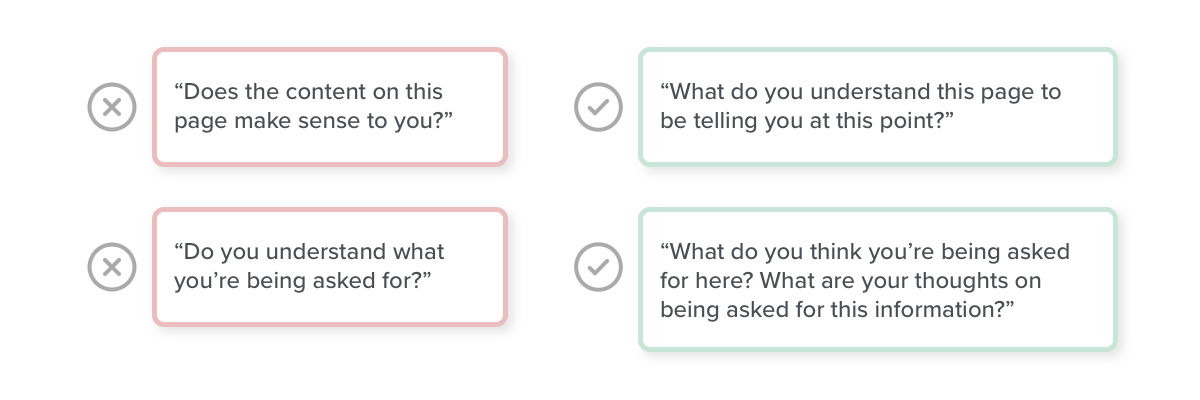 “Does the content on this
page make sense to you?”
“What do you understand this page to
be telling you at this point?”
“Do you understand what
you’re being asked for?”
“What do you think you’re being asked
for here? What are your thoughts on
being asked for this information?”